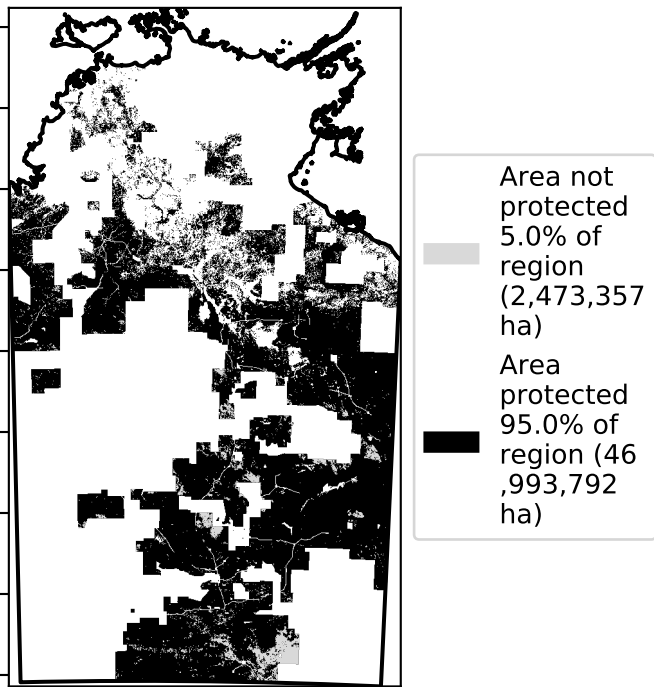 Area not
protected
5.0% of
region
(2,473,357
ha)
Area
protected
95.0% of
region (46
,993,792
ha)